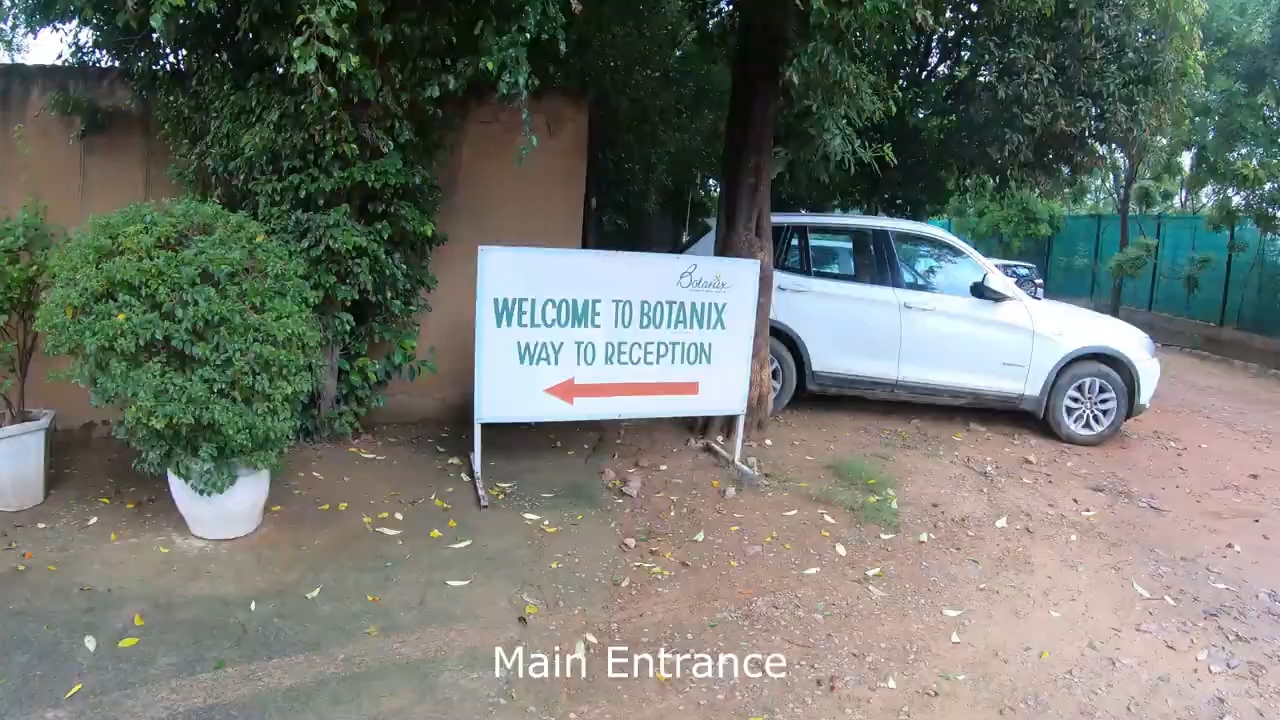 Botanix
WELCOME TO BOTANIX
WAY TO RECEPTION
Main Entrance